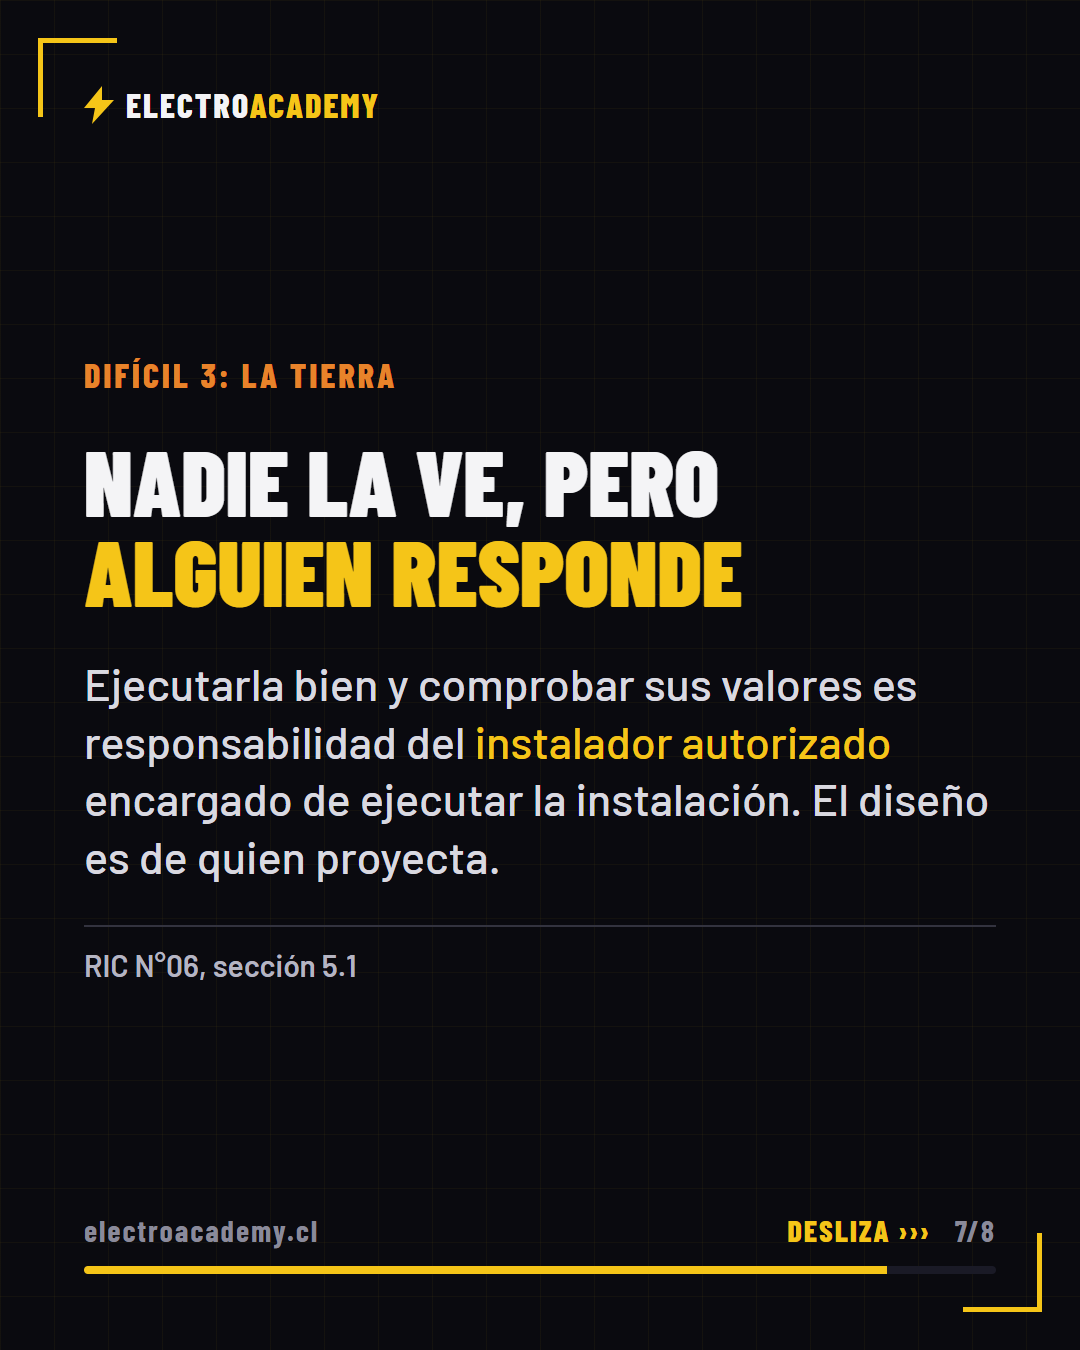 ELECTROACADEMY
DIFÍCIL 3: LA TIERRA
NADIE LA VE, PERO
ALGUIEN RESPONDE
Ejecutarla bien y comprobar sus valores es
responsabilidad del instalador autorizado
encargado de ejecutar la instalación. El diseño
es de quien proyecta.
RIC N°06, sección 5.1
electroacademy.cl
DESLIZA ››› 7/8